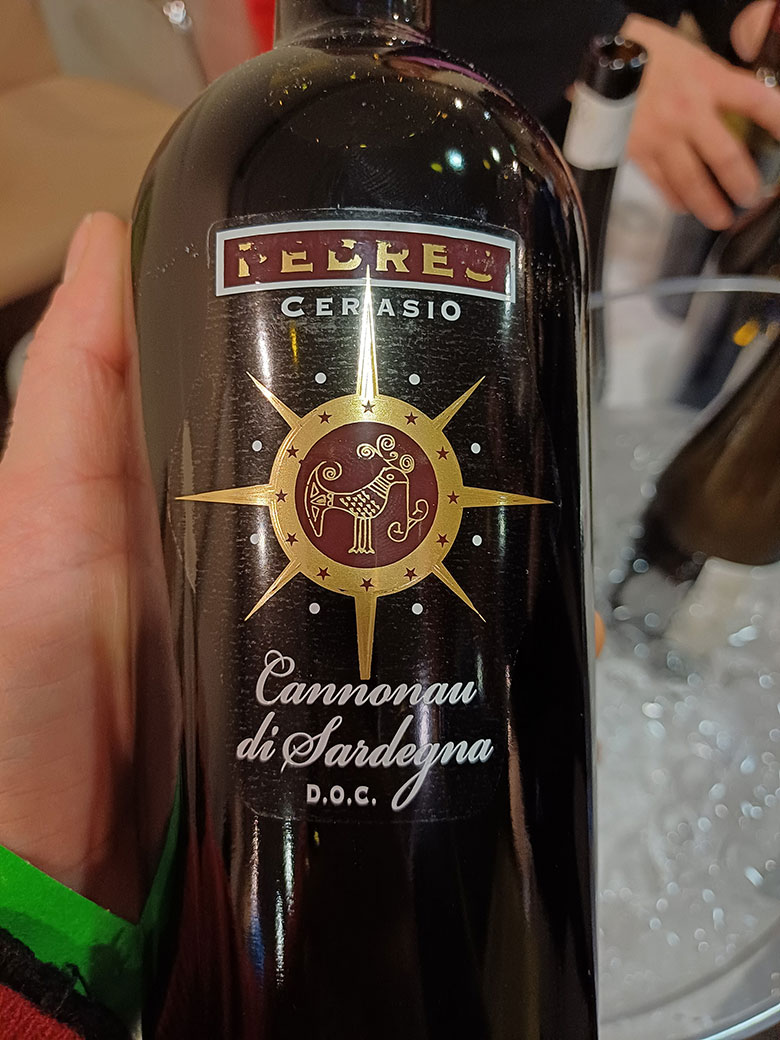 PEDRES
CERASIO
Cannonau
di Sardegna
D.O.C.